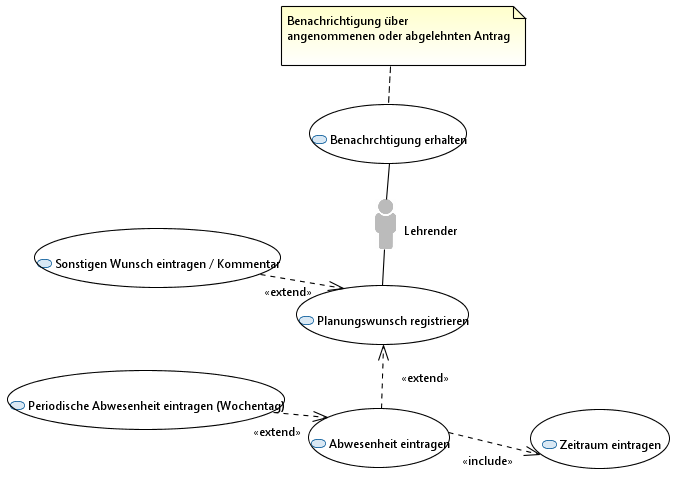 Benachrichtigung über
angenommenen oder abgelehnten Antrag
Benachrchtigung erhalten
Lehrender
Sonstigen Wunsch eintragen / Kommentar
«extend»
Planungswunsch registrieren
«extend»
Periodische Abwesenheit eintragen (Wochentag)
«extend»
Abwesenheit eintragen
Zeitraum eintragen
«include»